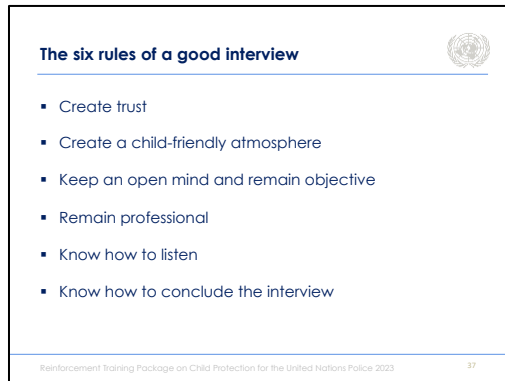 The six rules of a good interview
▪ Create trust
▪ Create a child-friendly atmosphere
▪ Keep an open mind and remain objective
▪ Remain professional
▪ Know how to listen
▪ Know how to conclude the interview
Reinforcement Training Package on Child Protection for the United Nations Police 2023
37